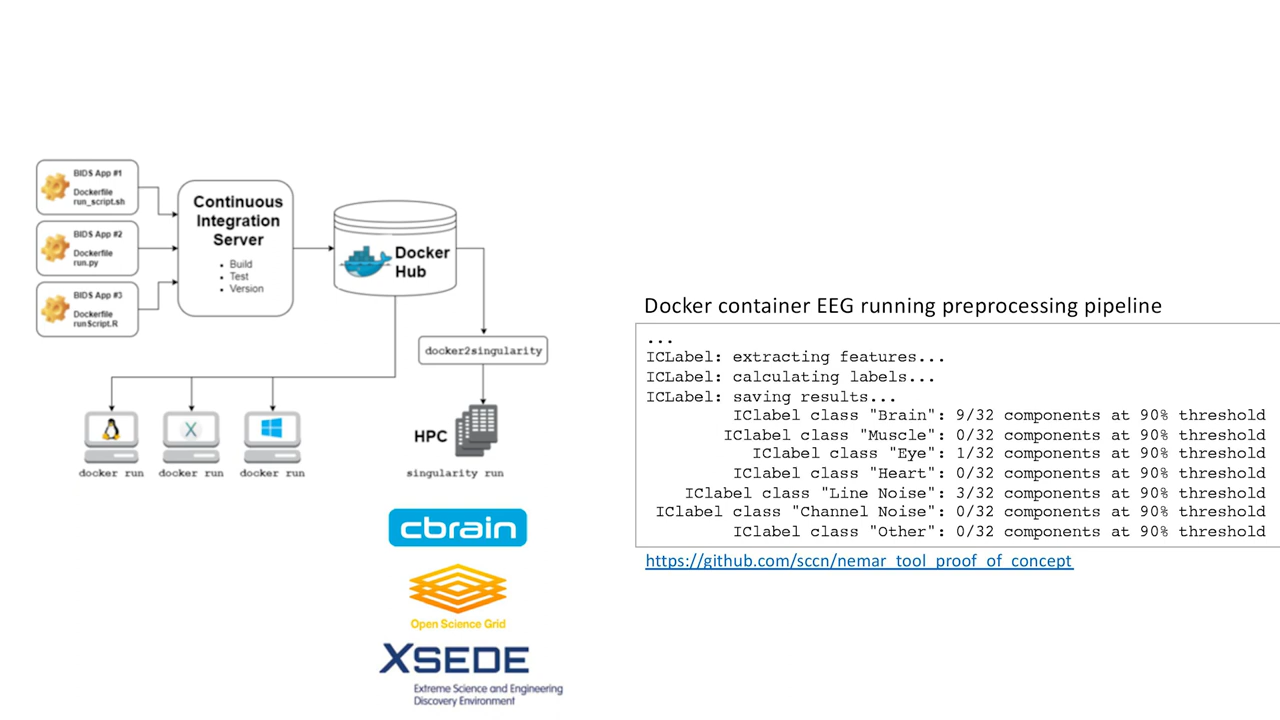 BIDS App #1
Dockerfile
run_script.sh
BIDS App #2
Dockerfile
run.py
BIDS App #3
Dockerfile
runScript.R
Continuous
Integration
Server
• Build
• Test
• Version
Docker
Hub
docker2singularity
X
docker run
docker run
docker run
HPC
singularity run
cbrain
Open Science Grid
XSEDE
Extreme Science and Engineering
Discovery Environment
Docker container EEG running preprocessing pipeline
...
ICLabel: extracting features...
ICLabel: calculating labels...
ICLabel: saving results...
IClabel class "Brain": 9/32 components at 90% threshold
IClabel class "Muscle": 0/32 components at 90% threshold
IClabel class "Eye": 1/32 components at 90% threshold
IClabel class "Heart": 0/32 components at 90% threshold
IClabel class "Line Noise": 3/32 components at 90% threshold
IClabel class "Channel Noise": 0/32 components at 90% threshold
IClabel class "Other": 0/32 components at 90% threshold
https://github.com/sccn/nemar_tool_proof_of_concept